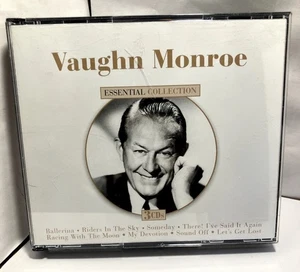 Vaughn Monroe
ESSENTIAL COLLECTION
3 CDs
Ballerina • Riders In The Sky • Someday • There! I've Said It Again
Racing With The Moon • My Devotion • Sound Off • Let's Get Lost